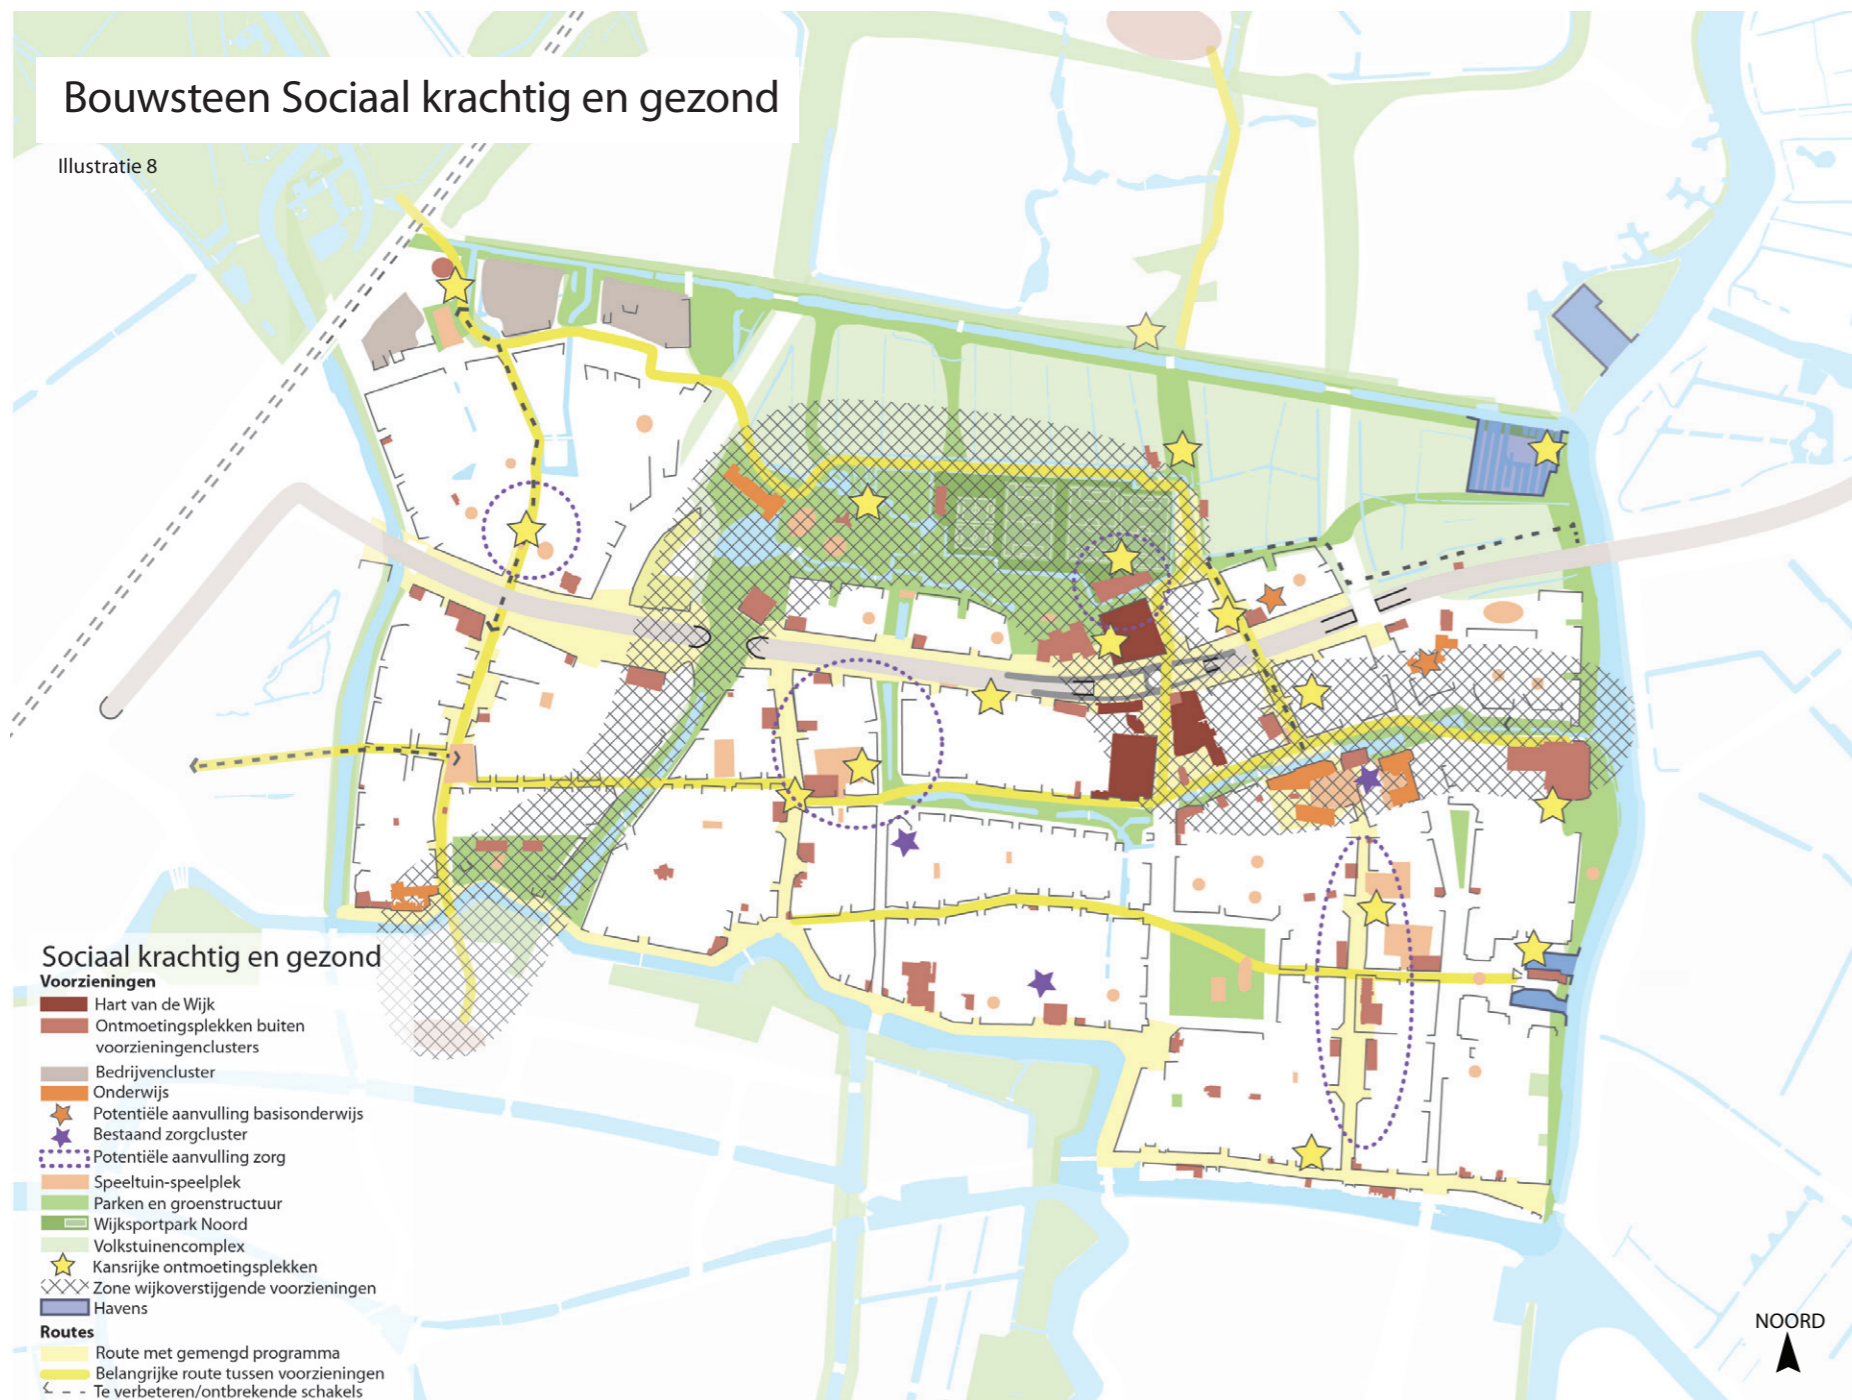 Bouwsteen Sociaal krachtig en gezond
Illustratie 8
Sociaal krachtig en gezond
Voorzieningen
Hart van de Wijk
Ontmoetingsplekken buiten
voorzieningenclusters
Bedrijvencluster
Onderwijs
Potentiële aanvulling basisonderwijs
Bestaand zorgcluster
Potentiële aanvulling zorg
Speeltuin-speelplek
Parken en groenstructuur
Wijksportpark Noord
Volkstuinencomplex
Kansrijke ontmoetingsplekken
Zone wijkoverstijgende voorzieningen
Havens
Routes
Route met gemengd programma
Belangrijke route tussen voorzieningen
Te verbeteren/ontbrekende schakels
NOORD